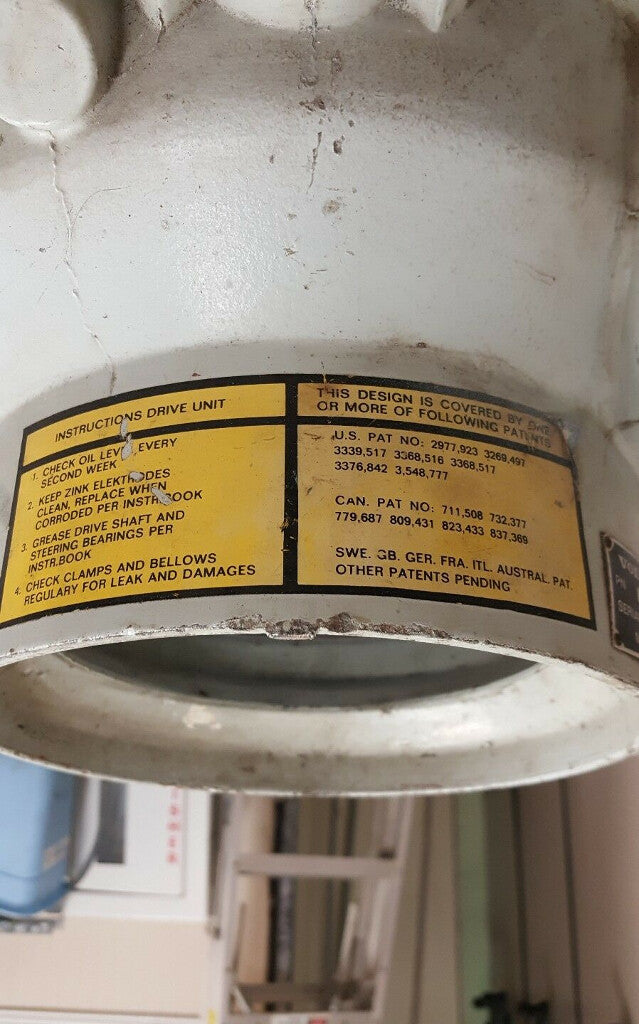 INSTRUCTIONS DRIVE UNIT
1. CHECK OIL LEVEL EVERY
SECOND WEEK
2. KEEP ZINK ELEKTRODES
CLEAN, REPLACE WHEN
CORRODED PER INSTR.BOOK
3. GREASE DRIVE SHAFT AND
STEERING BEARINGS PER
INSTR.BOOK
4. CHECK CLAMPS AND BELLOWS
REGULARY FOR LEAK AND DAMAGES
THIS DESIGN IS COVERED BY ONE
OR MORE OF FOLLOWING PATENTS
U.S. PAT NO: 2977,923 3269,497
3339,517 3368,516 3368,517
3376,842 3,548,777
CAN. PAT NO: 711,508 732,377
779,687 809,431 823,433 837,369
SWE. GB. GER. FRA. ITL. AUSTRAL. PAT.
OTHER PATENTS PENDING